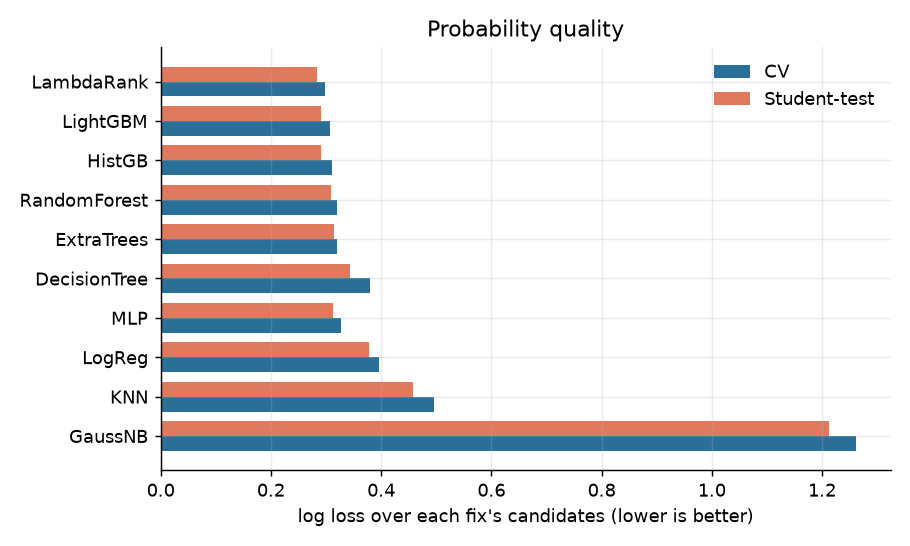 Probability quality
CV
Student-test
LambdaRank
LightGBM
HistGB
RandomForest
ExtraTrees
DecisionTree
MLP
LogReg
KNN
GaussNB
0.0 0.2 0.4 0.6 0.8 1.0 1.2
log loss over each fix's candidates (lower is better)